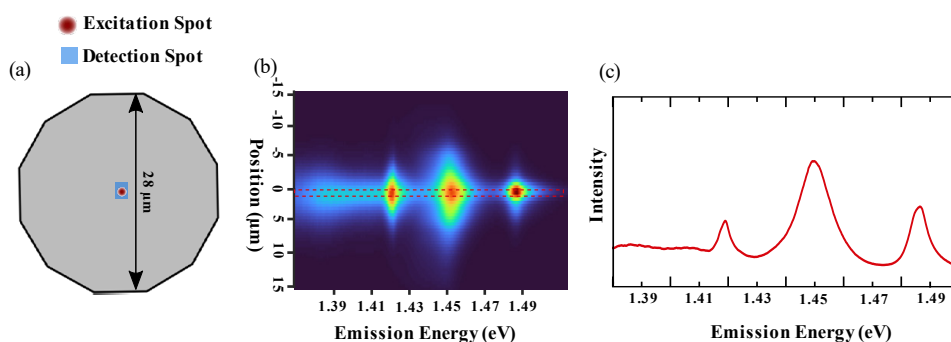 Excitation Spot
Detection Spot
(a)
28 μm
(b)
Position (μm)
-15
-10
-5
0
5
10
15
1.39 1.41 1.43 1.45 1.47 1.49
Emission Energy (eV)
(c)
Intensity
1.39 1.41 1.43 1.45 1.47 1.49
Emission Energy (eV)